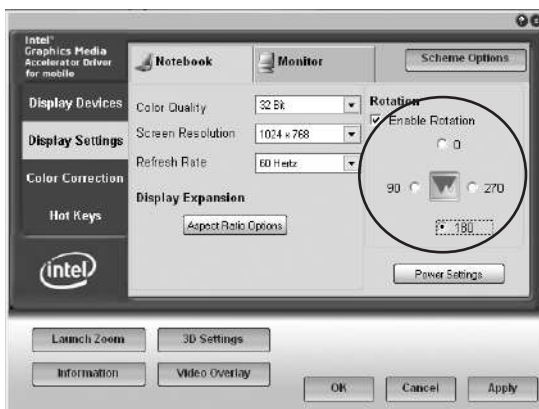 Intel®
Graphics Media
Accelerator Driver
for mobile
Notebook
Monitor
Scheme Options
Display Devices
Display Settings
Color Correction
Hot Keys
intel
Color Quality
32 Bit
Screen Resolution
1024 x 768
Refresh Rate
60 Hertz
Display Expansion
Aspect Ratio Options
Rotation
Enable Rotation
0
90
270
180
Power Settings
Launch Zoom
3D Settings
Information
Video Overlay
OK
Cancel
Apply